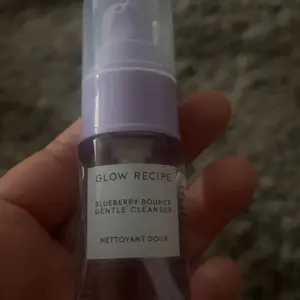 GLOW RECIPE
BLUEBERRY BOUNCE
GENTLE CLEANSER
NETTOYANT DOUX